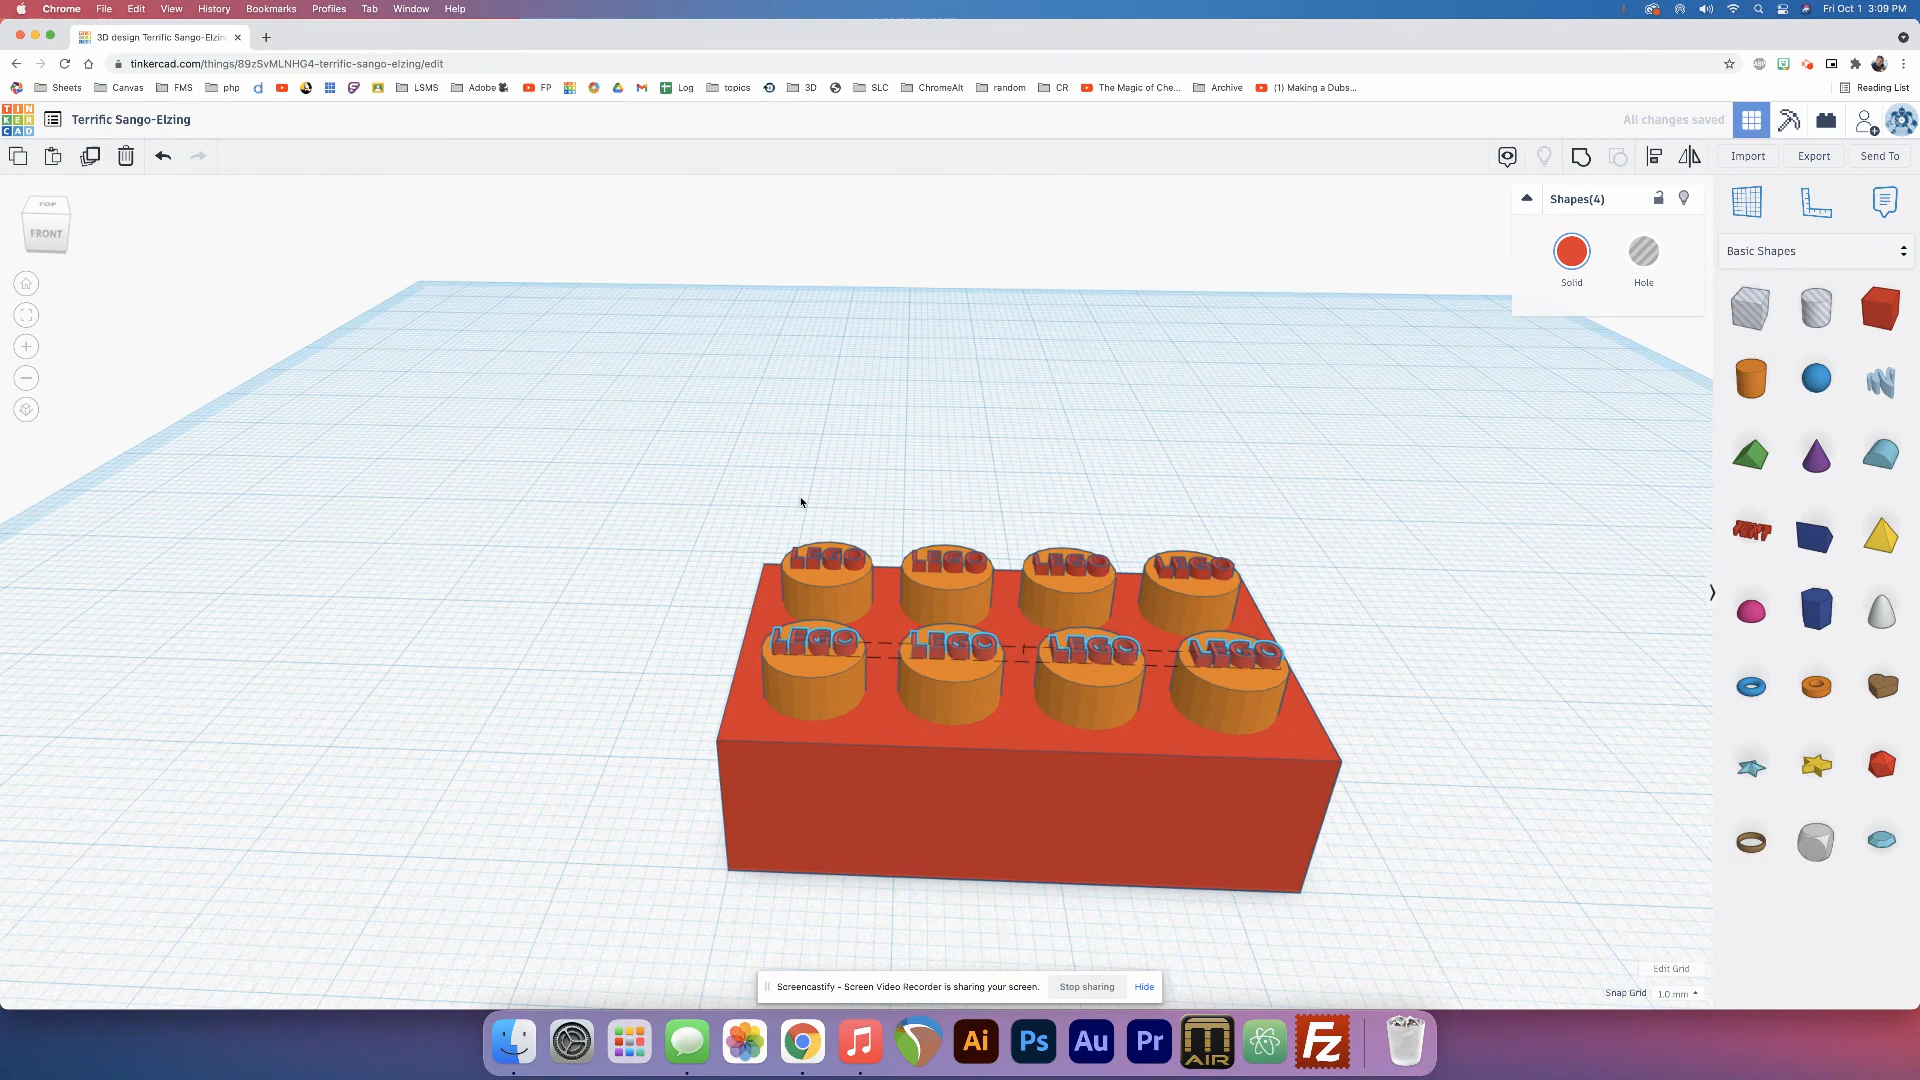 Chrome File Edit View History Bookmarks Profiles Tab Window Help Fri Oct 1 3:09 PM
3D design Terrific Sango-Elzin
tinkercad.com/things/89zSvMLNHG4-terrific-sango-elzing/edit
ABP
Sheets Canvas FMS php LSMS Adobe FP Log topics 3D SLC ChromeAlt random CR The Magic of Che... Archive (1) Making a Dubs... Reading List
TIN
KER
CAD
Terrific Sango-Elzing
All changes saved
Import Export Send To
TOP
FRONT
Shapes(4)
Solid Hole
Basic Shapes
TEXT
LEGO LEGO LEGO LEGO
LEGO LEGO LEGO LEGO
Edit Grid
Snap Grid 1.0 mm
Screencastify - Screen Video Recorder is sharing your screen. Stop sharing Hide
Ai Ps Au Pr M AIR Fz